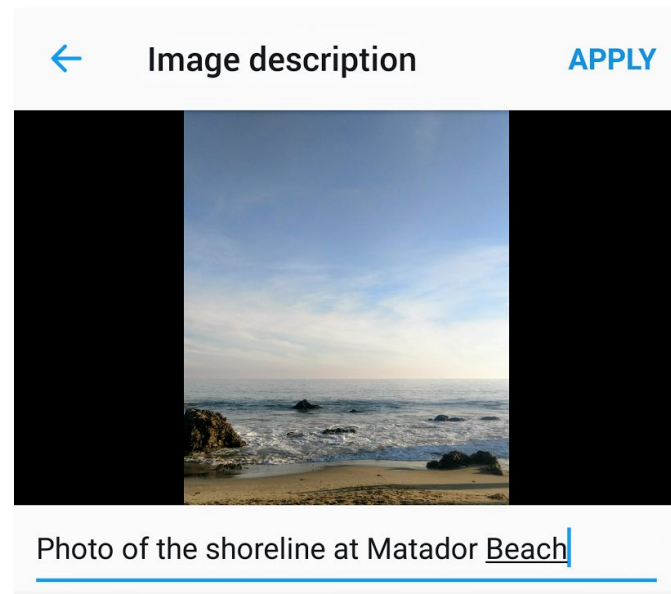 Image description
APPLY
Photo of the shoreline at Matador Beach